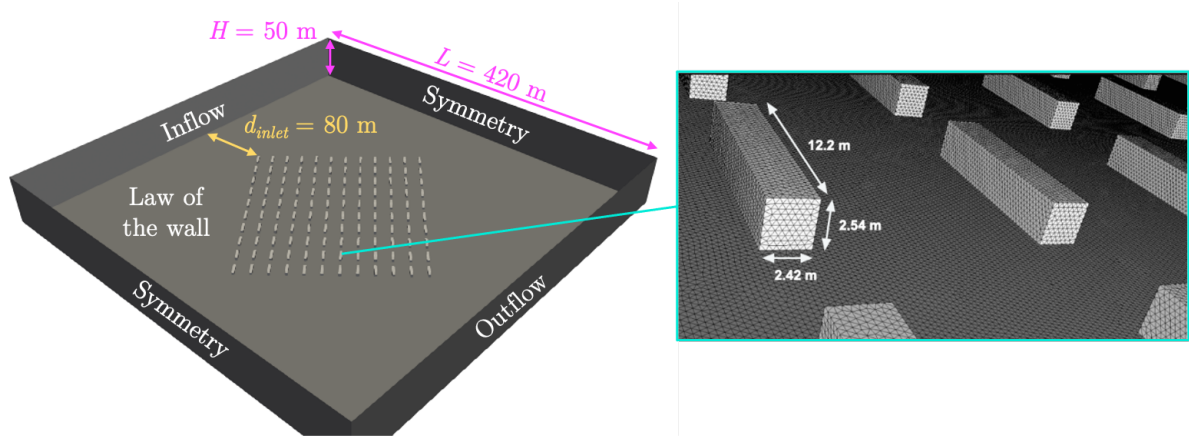 H = 50 m
L = 420 m
Symmetry
Inflow
d_inlet = 80 m
Law of
the wall
Symmetry
Outflow
12.2 m
2.54 m
2.42 m